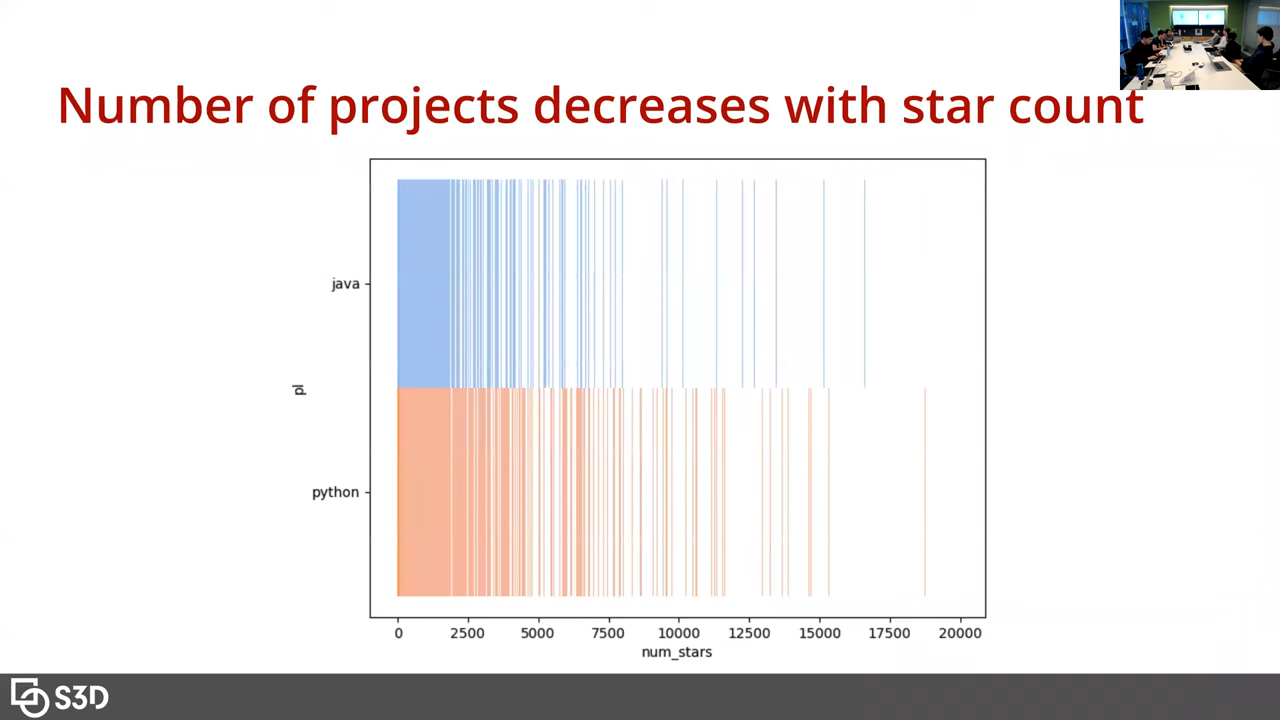 Number of projects decreases with star count
java
pl
python
0 2500 5000 7500 10000 12500 15000 17500 20000
num_stars
S3D